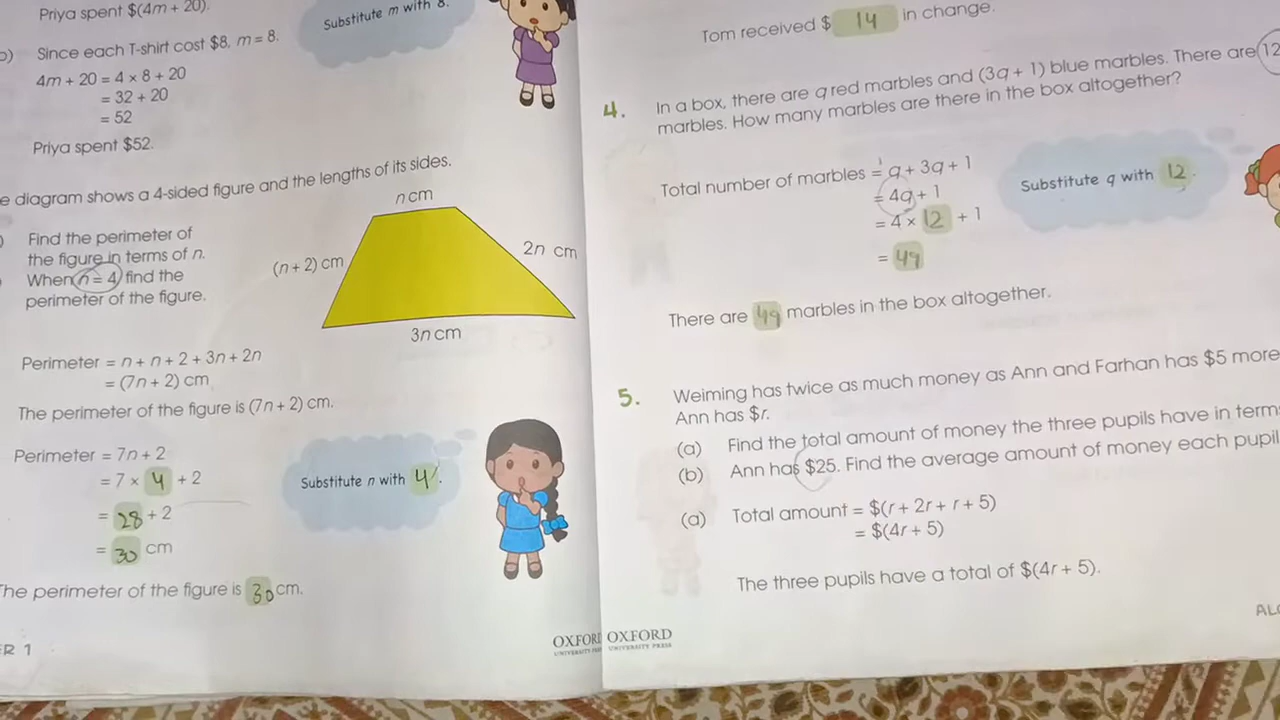 Priya spent $(4m + 20).
Substitute m with 8.
Since each T-shirt cost $8, m = 8.
4m + 20 = 4 × 8 + 20
= 32 + 20
= 52
Priya spent $52.
diagram shows a 4-sided figure and the lengths of its sides.
n cm
(n + 2) cm
2n cm
3n cm
Find the perimeter of
the figure in terms of n.
When n = 4, find the
perimeter of the figure.
Perimeter = n + n + 2 + 3n + 2n
= (7n + 2) cm
The perimeter of the figure is (7n + 2) cm.
Perimeter = 7n + 2
= 7 × 4 + 2
= 28 + 2
= 30 cm
Substitute n with 4.
The perimeter of the figure is 30 cm.
R 1
OXFORD
Tom received $ 14 in change.
4. In a box, there are q red marbles and (3q + 1) blue marbles. There are 12
marbles. How many marbles are there in the box altogether?
Total number of marbles = q + 3q + 1
= 4q + 1
= 4 × 12 + 1
= 49
Substitute q with 12.
There are 49 marbles in the box altogether.
5. Weiming has twice as much money as Ann and Farhan has $5 more
Ann has $r.
(a) Find the total amount of money the three pupils have in
(b) Ann has $25. Find the average amount of money each pupil
(a) Total amount = $(r + 2r + r + 5)
= $(4r + 5)
The three pupils have a total of $(4r + 5).
OXFORD
UNIVERSITY PRESS